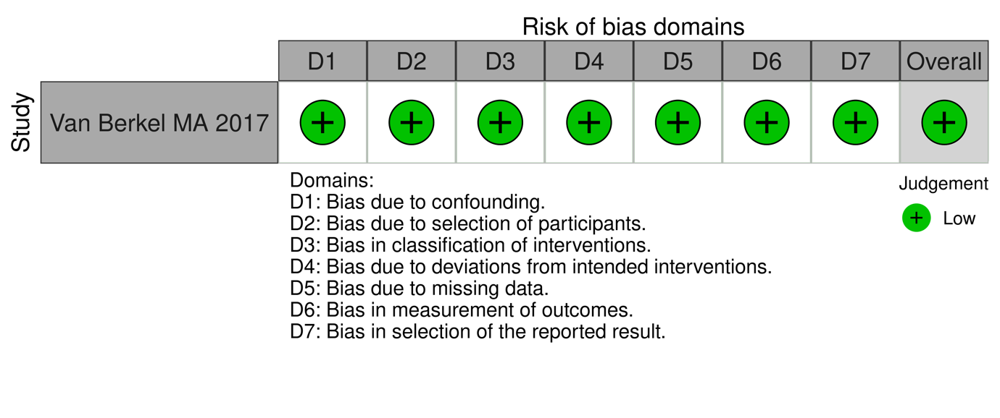 Risk of bias domains
D1 D2 D3 D4 D5 D6 D7 Overall
Study
Van Berkel MA 2017 + + + + + + + +
Domains:
D1: Bias due to confounding.
D2: Bias due to selection of participants.
D3: Bias in classification of interventions.
D4: Bias due to deviations from intended interventions.
D5: Bias due to missing data.
D6: Bias in measurement of outcomes.
D7: Bias in selection of the reported result.
Judgement
+ Low